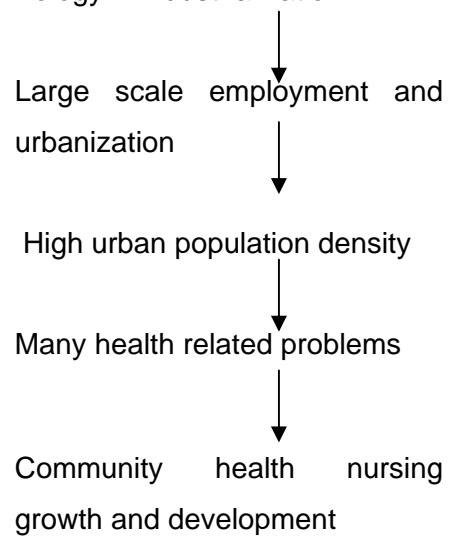 Large scale employment and
urbanization
High urban population density
Many health related problems
Community health nursing
growth and development